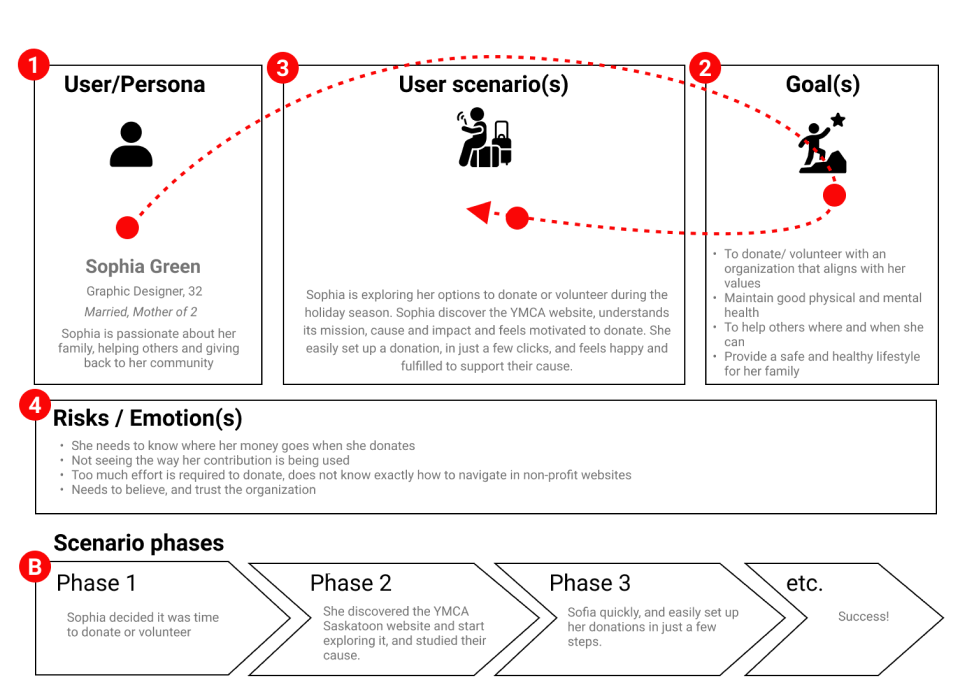 1
User/Persona
Sophia Green
Graphic Designer, 32
Married, Mother of 2
Sophia is passionate about her
family, helping others and giving
back to her community
3
User scenario(s)
Sophia is exploring her options to donate or volunteer during the
holiday season. Sophia discover the YMCA website, understands
its mission, cause and impact and feels motivated to donate. She
easily set up a donation, in just a few clicks, and feels happy and
fulfilled to support their cause.
2
Goal(s)
• To donate/ volunteer with an
organization that aligns with her
values
• Maintain good physical and mental
health
• To help others where and when she
can
• Provide a safe and healthy lifestyle
for her family
4
Risks / Emotion(s)
• She needs to know where her money goes when she donates
• Not seeing the way her contribution is being used
• Too much effort is required to donate, does not know exactly how to navigate in non-profit websites
• Needs to believe, and trust the organization
Scenario phases
B
Phase 1
Sophia decided it was time
to donate or volunteer
Phase 2
She discovered the YMCA
Saskatoon website and start
exploring it, and studied their
cause.
Phase 3
Sofia quickly, and easily set up
her donations in just a few
steps.
etc.
Success!